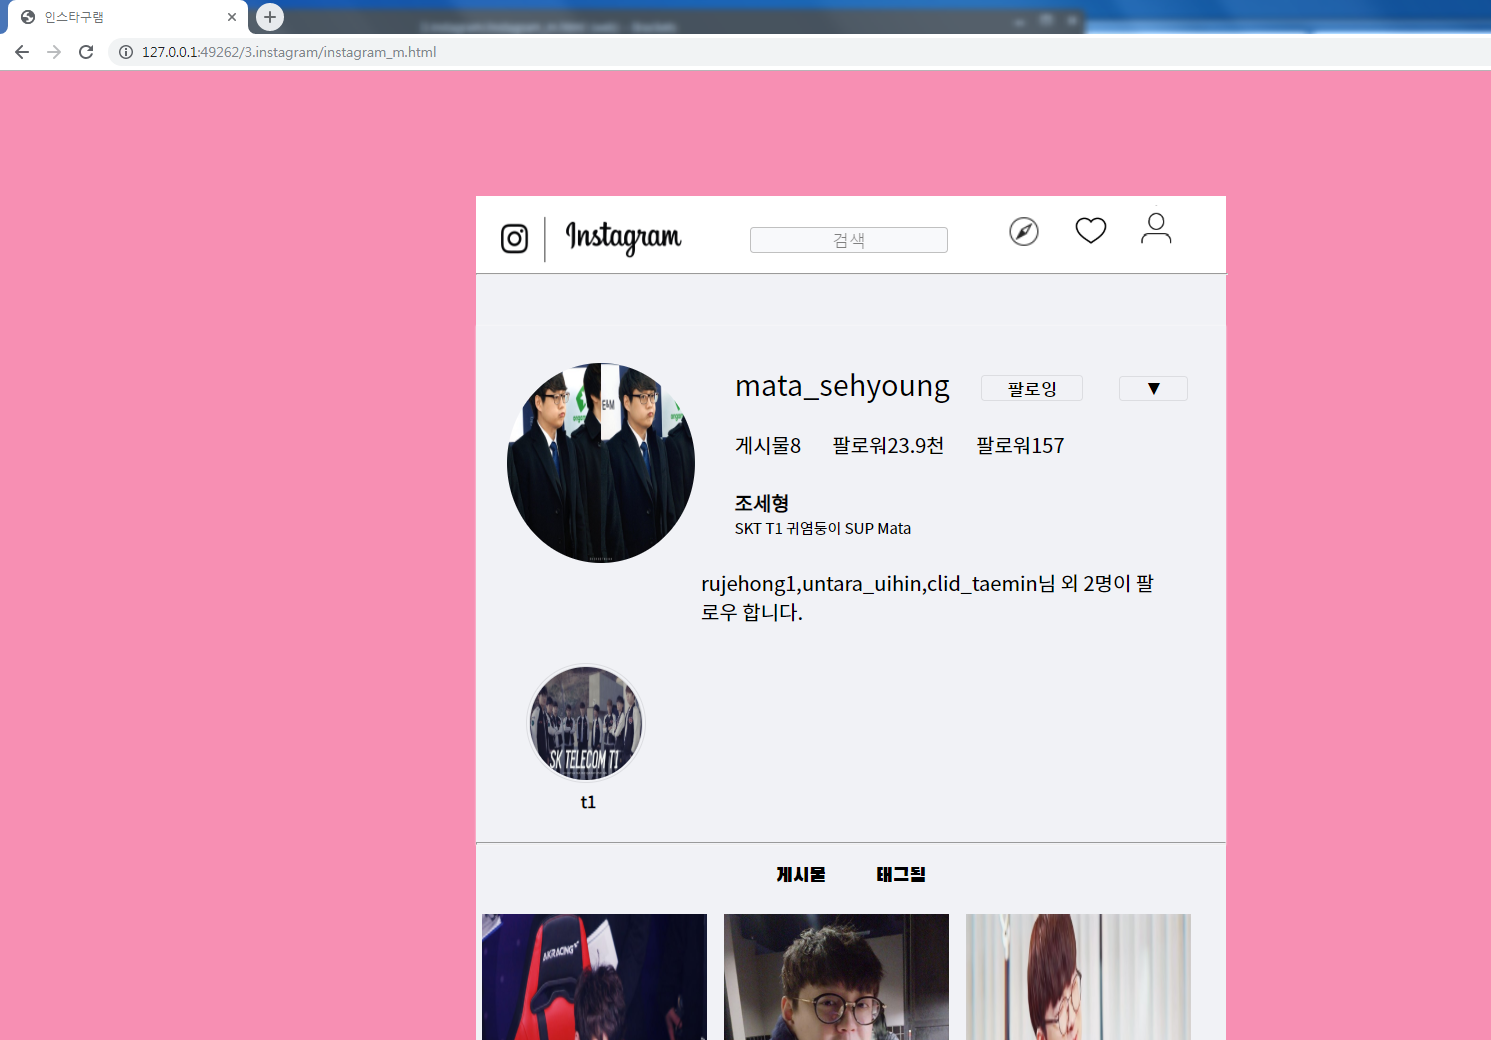 인스타구램
127.0.0.1:49262/3.instagram/instagram_m.html
Instagram 검색
mata_sehyoung 팔로잉 ▼
게시물8 팔로워23.9천 팔로워157
조세형
SKT T1 귀염둥이 SUP Mata
rujehong1,untara_uihin,clid_taemin님 외 2명이 팔
로우 합니다.
SK TELECOM T1
t1
게시물 태그됨
AKRACING